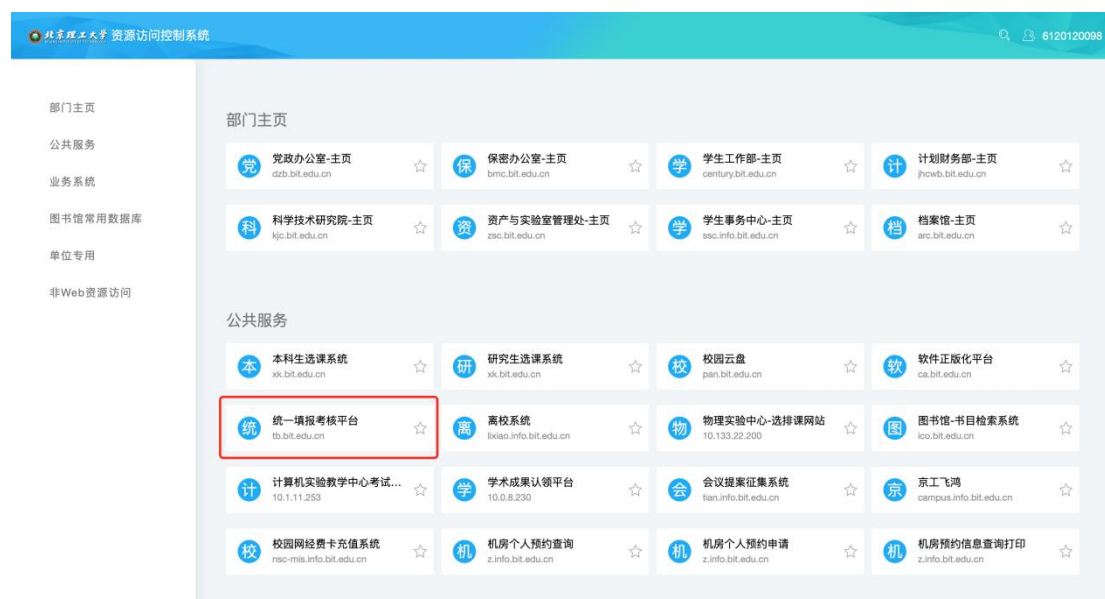 北京理工大学 资源访问控制系统
6120120098
部门主页
公共服务
业务系统
图书馆常用数据库
单位专用
非Web资源访问
部门主页
党 党政办公室-主页
dzb.bit.edu.cn
保 保密办公室-主页
bmc.bit.edu.cn
学 学生工作部-主页
century.bit.edu.cn
计 计划财务部-主页
jhcwb.bit.edu.cn
科 科学技术研究院-主页
kjc.bit.edu.cn
资 资产与实验室管理处-主页
zsc.bit.edu.cn
学 学生事务中心-主页
ssc.info.bit.edu.cn
档 档案馆-主页
arc.bit.edu.cn
公共服务
本 本科生选课系统
xk.bit.edu.cn
研 研究生选课系统
xk.bit.edu.cn
校 校园云盘
pan.bit.edu.cn
软 软件正版化平台
ca.bit.edu.cn
统 统一填报考核平台
tb.bit.edu.cn
离 离校系统
lixiao.info.bit.edu.cn
物 物理实验中心-选排课网站
10.133.22.200
图 图书馆-书目检索系统
ico.bit.edu.cn
计 计算机实验教学中心考试...
10.1.11.253
学 学术成果认领平台
10.0.8.230
会 会议提案征集系统
tian.info.bit.edu.cn
京 京工飞鸿
campus.info.bit.edu.cn
校 校园网经费卡充值系统
nsc-mis.info.bit.edu.cn
机 机房个人预约查询
z.info.bit.edu.cn
机 机房个人预约申请
z.info.bit.edu.cn
机 机房预约信息查询打印
z.info.bit.edu.cn